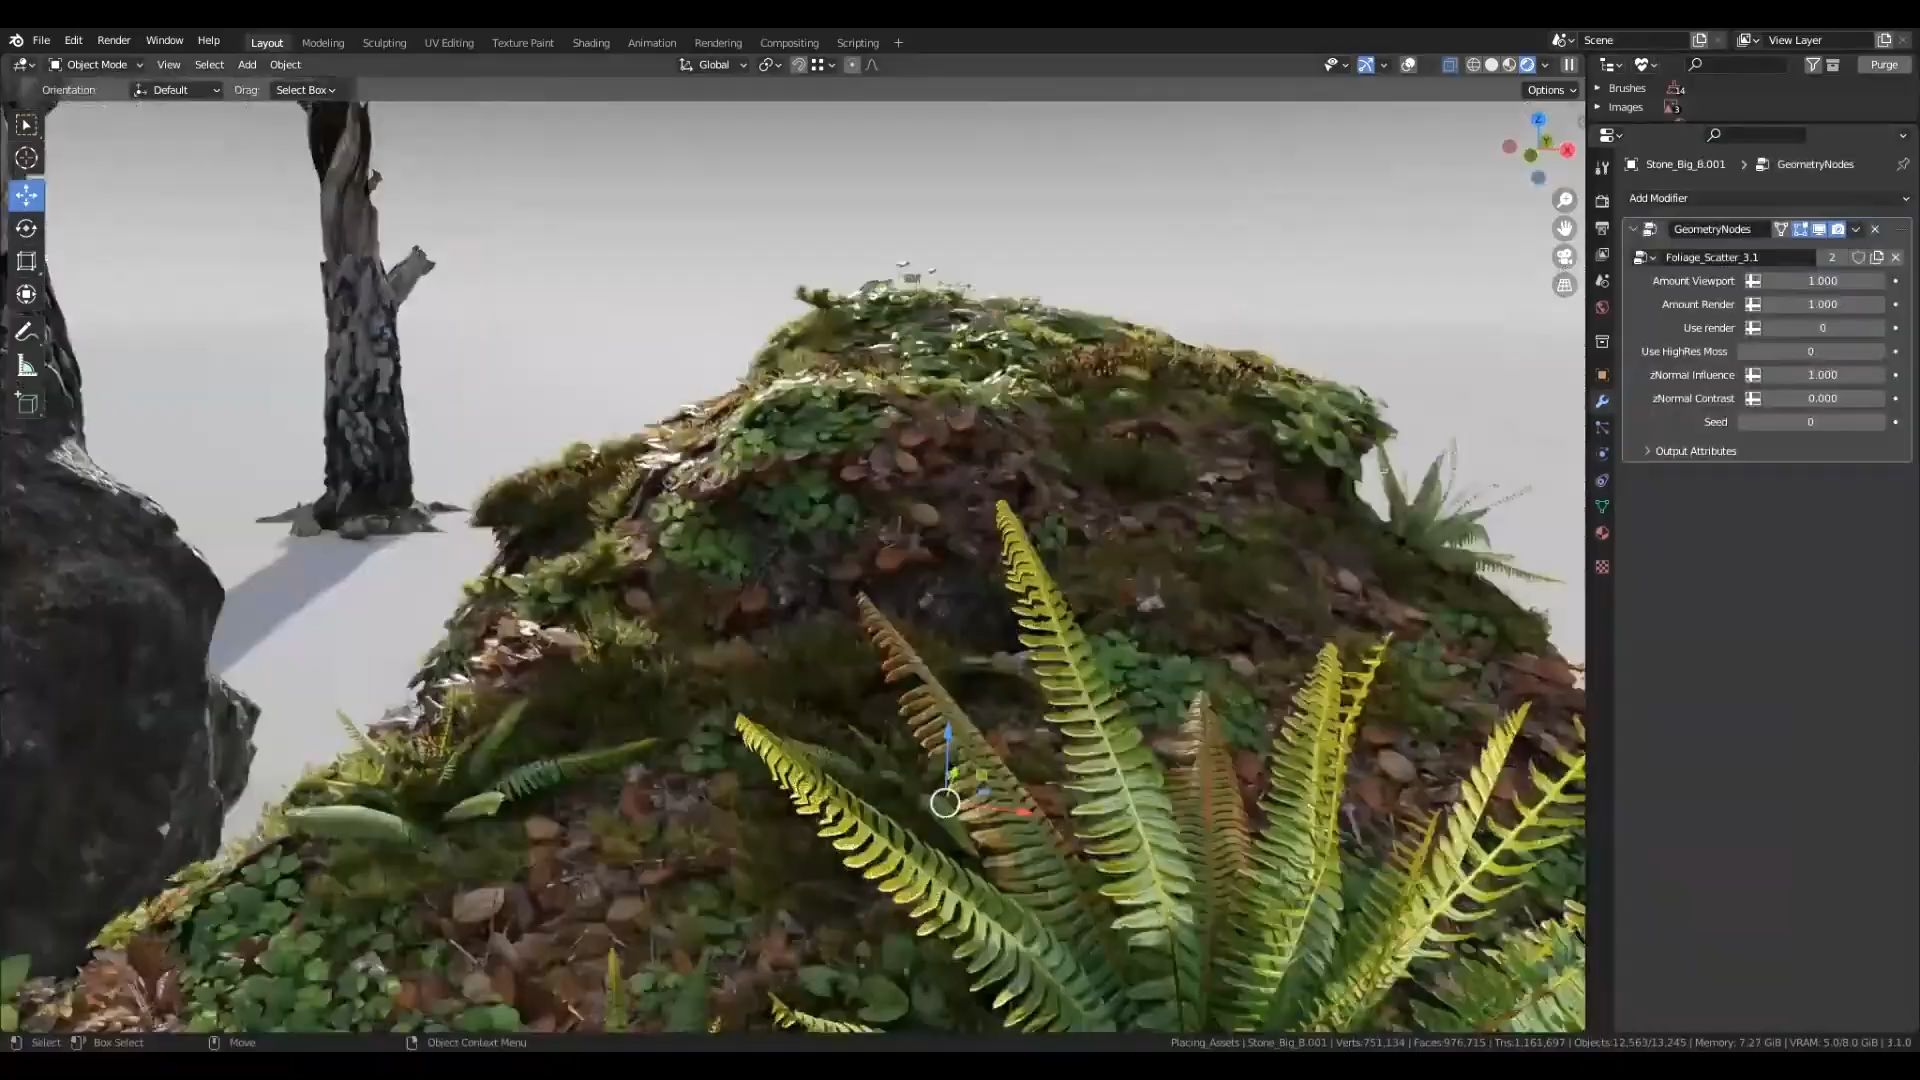 File Edit Render Window Help Layout Modeling Sculpting UV Editing Texture Paint Shading Animation Rendering Compositing Scripting + Scene View Layer
Object Mode View Select Add Object Global
Orientation: Default Drag: Select Box Options
Purge
Brushes 14
Images 3
Z
Y
X
Stone_Big_B.001 > GeometryNodes
Add Modifier
GeometryNodes
Foliage_Scatter_3.1 2
Amount Viewport 1.000
Amount Render 1.000
Use render 0
Use HighRes Moss 0
zNormal Influence 1.000
zNormal Contrast 0.000
Seed 0
Output Attributes
Select Box Select Move Object Context Menu
Placing_Assets | Stone_Big_B.001 | Verts:751,134 | Faces:976,715 | Tris:1,161,697 | Objects:12,563/13,245 | Memory: 7.27 GiB | VRAM: 5.0/8.0 GiB | 3.1.0